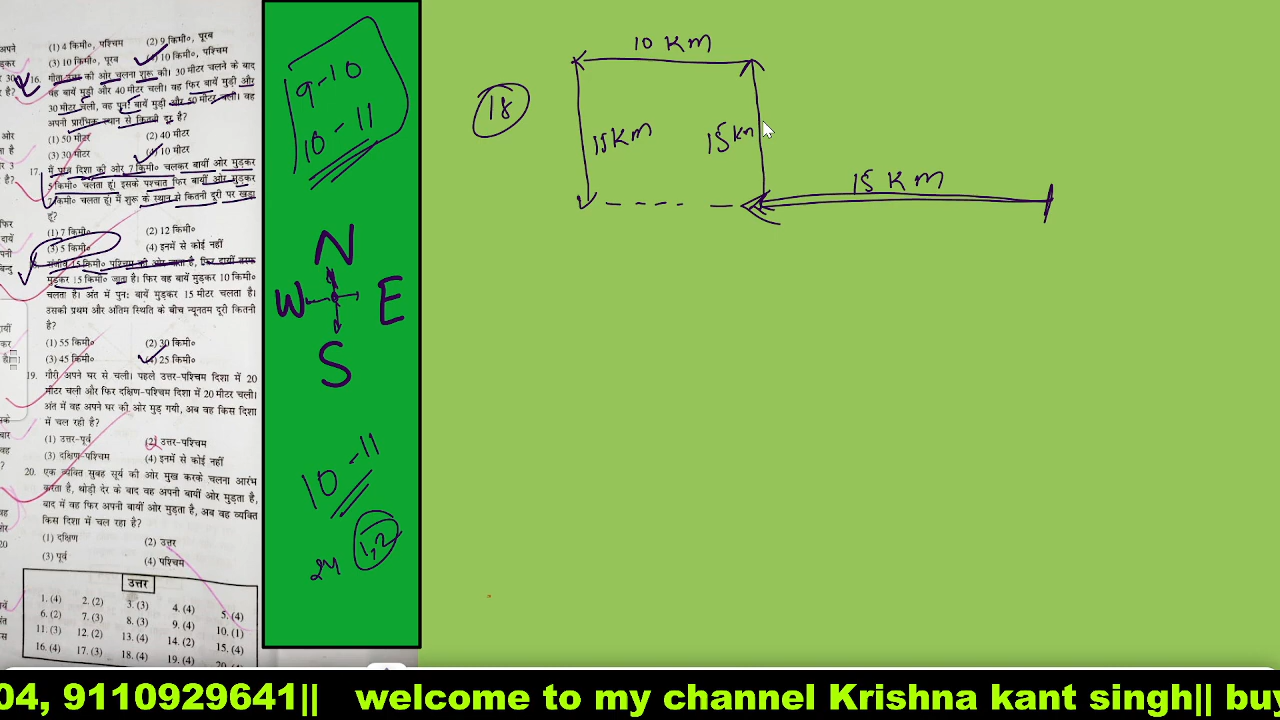 (1) 4 किमी०, पश्चिम (2) 9 किमी०, पूरब
(3) 10 किमी०, पूरब (4) 10 किमी०, पश्चिम
16. गीता उत्तर की ओर चलना शुरू की। 30 मीटर चलने के बाद
वह बायें मुड़ी और 40 मीटर चली। वह फिर बायें मुड़ी और
30 मीटर चली, वह पुनः बायें मुड़ी और 50 मीटर चली। वह
अपनी प्रारंभिक स्थान से कितनी दूर है?
(1) 50 मीटर (2) 40 मीटर
(3) 30 मीटर (4) 10 मीटर
17. दिशा की ओर 7 किमी० चलकर बायीं ओर मुड़कर
5 किमी० चलता हूं। इसके पश्चात फिर बायीं ओर मुड़कर
किमी० चलता हूं। मैं शुरू के स्थान से कितनी दूरी पर खड़ा
हूं?
(1) 7 किमी० (2) 12 किमी०
(3) 5 किमी० (4) इनमें से कोई नहीं
संजीव 15 किमी० पश्चिम की ओर जाता है, फिर दायीं तरफ
मुड़कर 15 किमी० जाता है। फिर वह बायें मुड़कर 10 किमी०
चलता है। अंत में पुनः बायें मुड़कर 15 मीटर चलता है।
उसको प्रथम और अंतिम स्थिति के बीच न्यूनतम दूरी कितनी
है?
(1) 55 किमी० (2) 30 किमी०
(3) 45 किमी० (4) 25 किमी०
19. गौरी अपने घर से चली। पहले उत्तर-पश्चिम दिशा में 20
मीटर चली और फिर दक्षिण-पश्चिम दिशा में 20 मीटर चली।
अंत में वह अपने घर की ओर मुड़ गयी, अब वह किस दिशा
में चल रही है?
(1) उत्तर-पूर्व (2) उत्तर-पश्चिम
(3) दक्षिण-पश्चिम (4) इनमें से कोई नहीं
20. एक व्यक्ति सुबह सूर्य की ओर मुख करके चलना आरंभ
करता है, थोड़ी देर के बाद वह अपनी बायीं ओर मुड़ता है,
बाद में वह फिर अपनी बायीं ओर मुड़ता है, अब वह व्यक्ति
किस दिशा में चल रहा है?
(1) दक्षिण (2) उत्तर
(3) पूर्व (4) पश्चिम
उत्तर
1. (4) 2. (2) 3. (3) 4. (4) 5. (4)
6. (2) 7. (3) 8. (3) 9. (4) 10. (1)
11. (3) 12. (2) 13. (4) 14. (2) 15. (4)
16. (4) 17. (3) 18. (4) 19. (4)
9-10
10-11
N
W E
S
10-11
1,2
18
10 Km
15 Km 15 Km
15 Km
04, 9110929641|| welcome to my channel Krishna kant singh|| buy